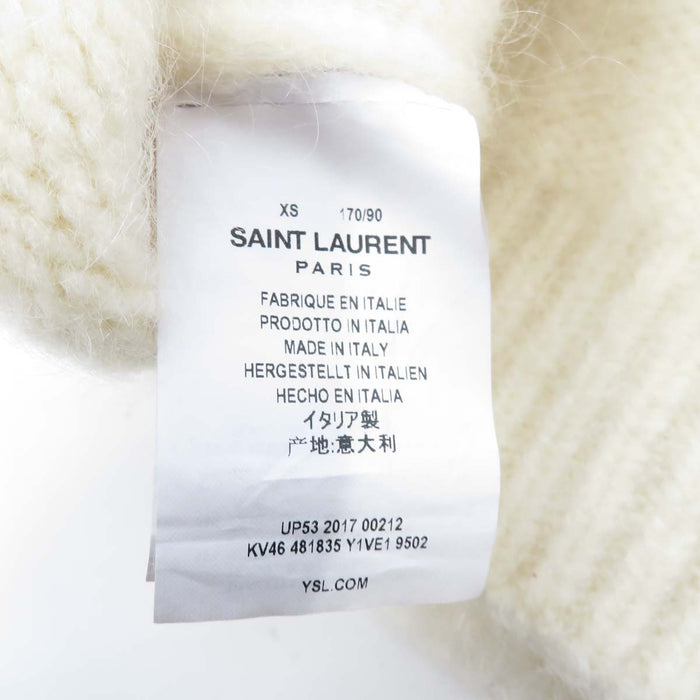 XS 170/90
SAINT LAURENT
PARIS
FABRIQUE EN ITALIE
PRODOTTO IN ITALIA
MADE IN ITALY
HERGESTELLT IN ITALIEN
HECHO EN ITALIA
イタリア製
产地:意大利
UP53 2017 00212
KV46 481835 Y1VE1 9502
YSL.COM